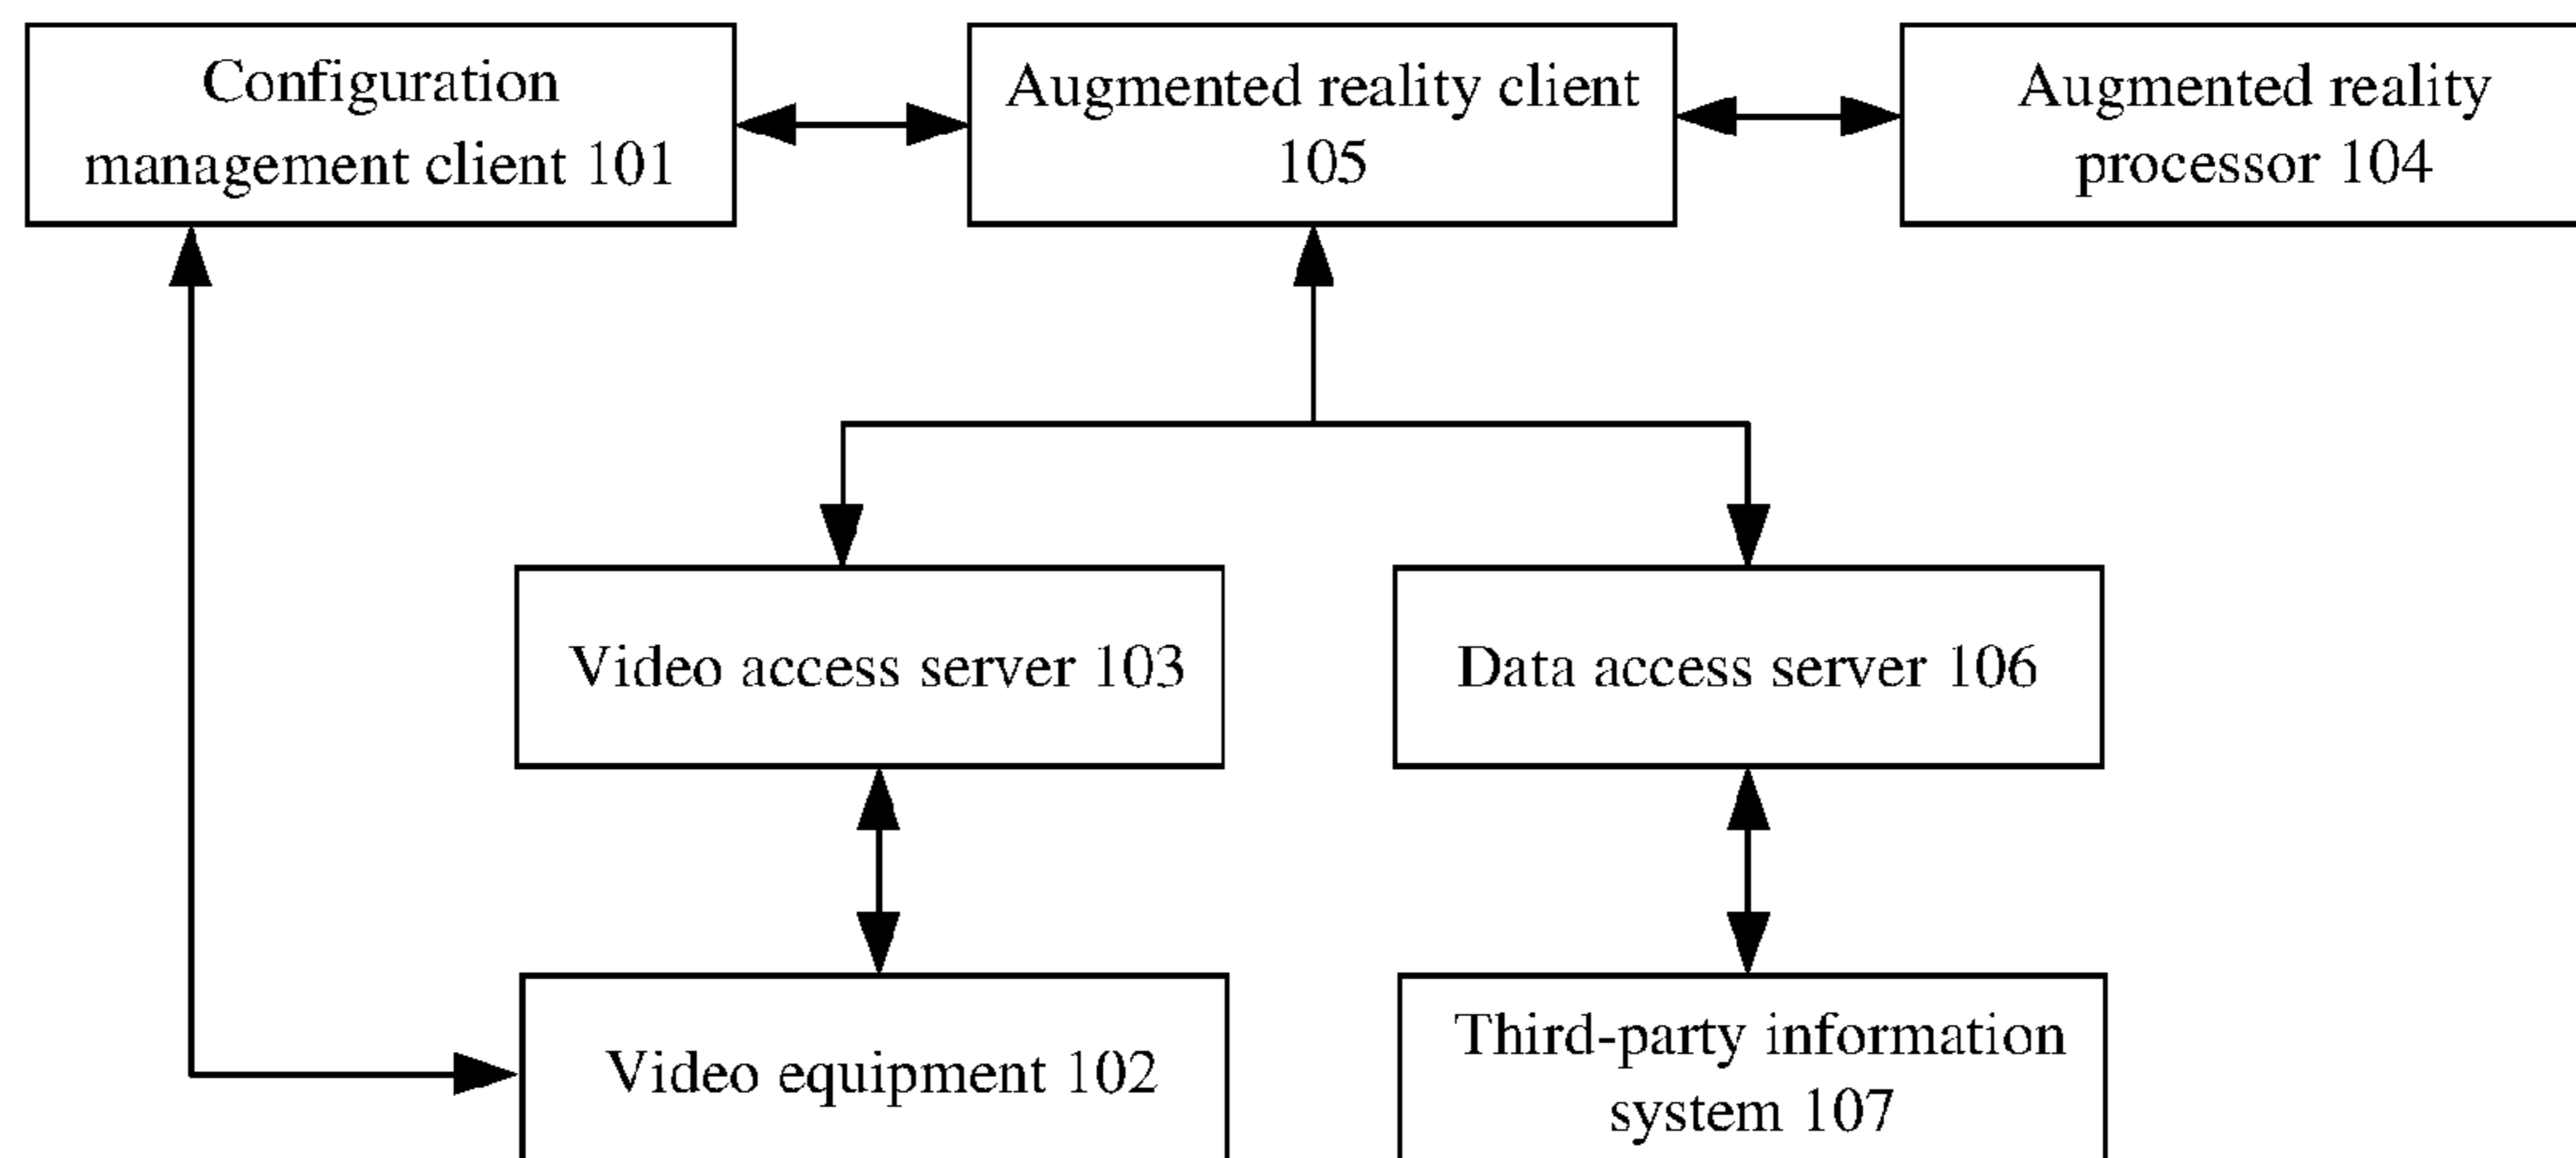 Configuration
management client 101
Augmented reality client
105
Augmented reality
processor 104
Video access server 103
Data access server 106
Video equipment 102
Third-party information
system 107